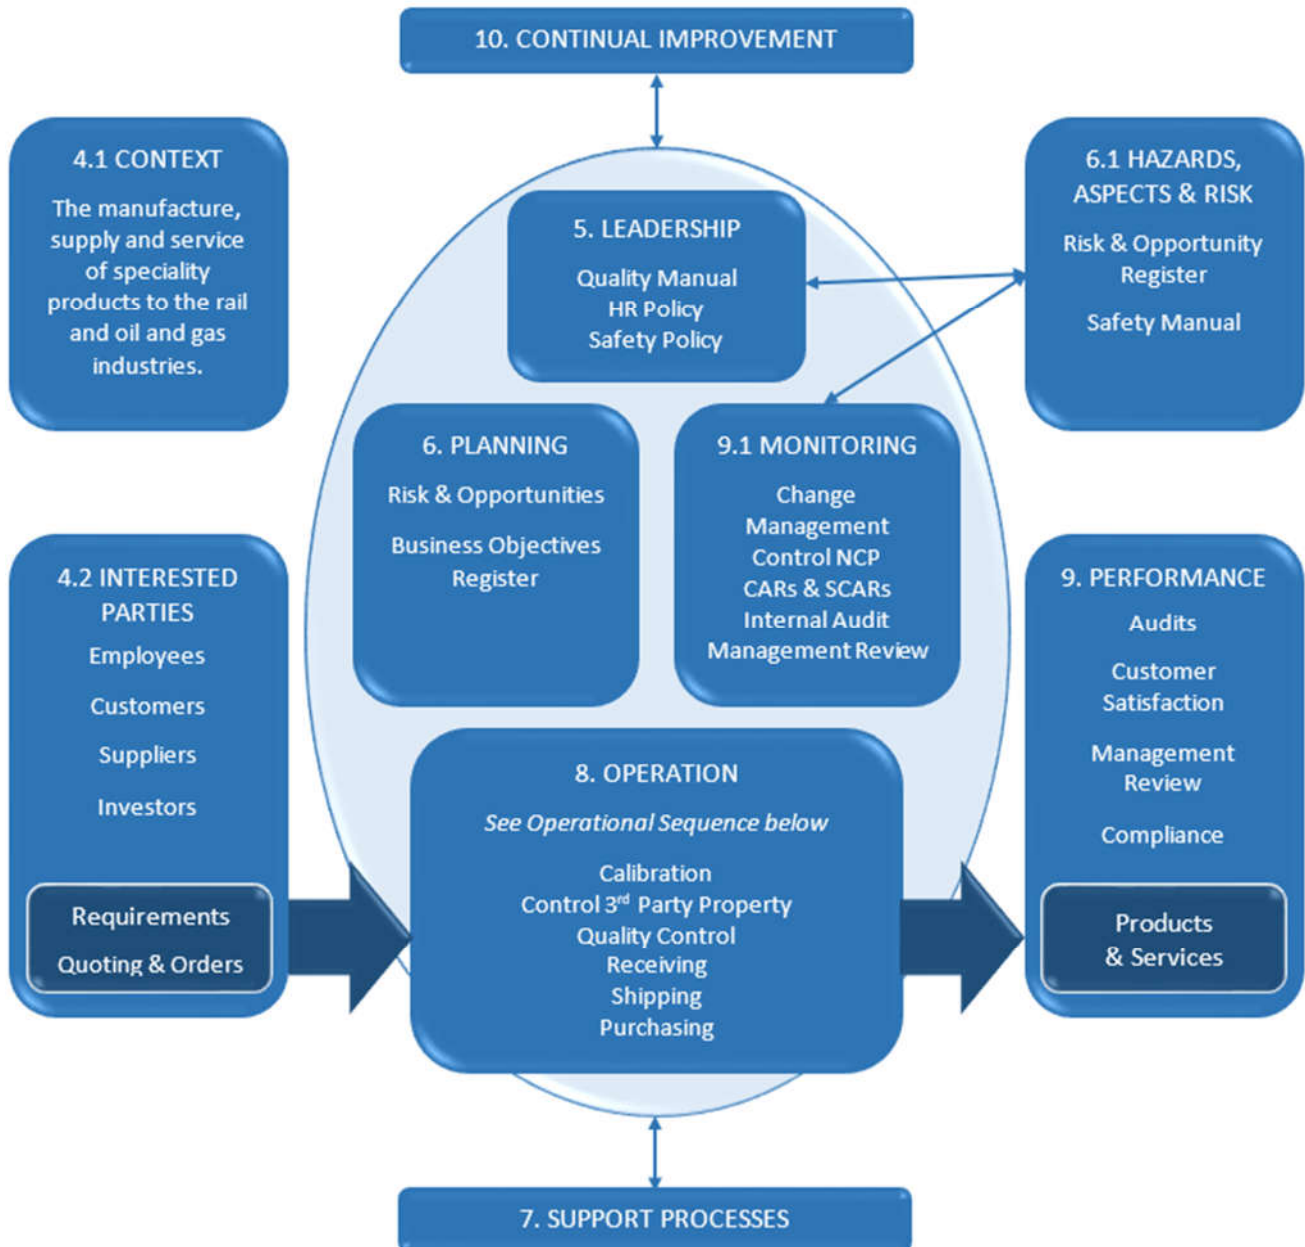 10. CONTINUAL IMPROVEMENT
4.1 CONTEXT
The manufacture,
supply and service
of speciality
products to the rail
and oil and gas
industries.
5. LEADERSHIP
Quality Manual
HR Policy
Safety Policy
6.1 HAZARDS,
ASPECTS & RISK
Risk & Opportunity
Register
Safety Manual
6. PLANNING
Risk & Opportunities
Business Objectives
Register
9.1 MONITORING
Change
Management
Control NCP
CARs & SCARs
Internal Audit
Management Review
4.2 INTERESTED
PARTIES
Employees
Customers
Suppliers
Investors
Requirements
Quoting & Orders
8. OPERATION
See Operational Sequence below
Calibration
Control 3rd Party Property
Quality Control
Receiving
Shipping
Purchasing
9. PERFORMANCE
Audits
Customer
Satisfaction
Management
Review
Compliance
Products
& Services
7. SUPPORT PROCESSES